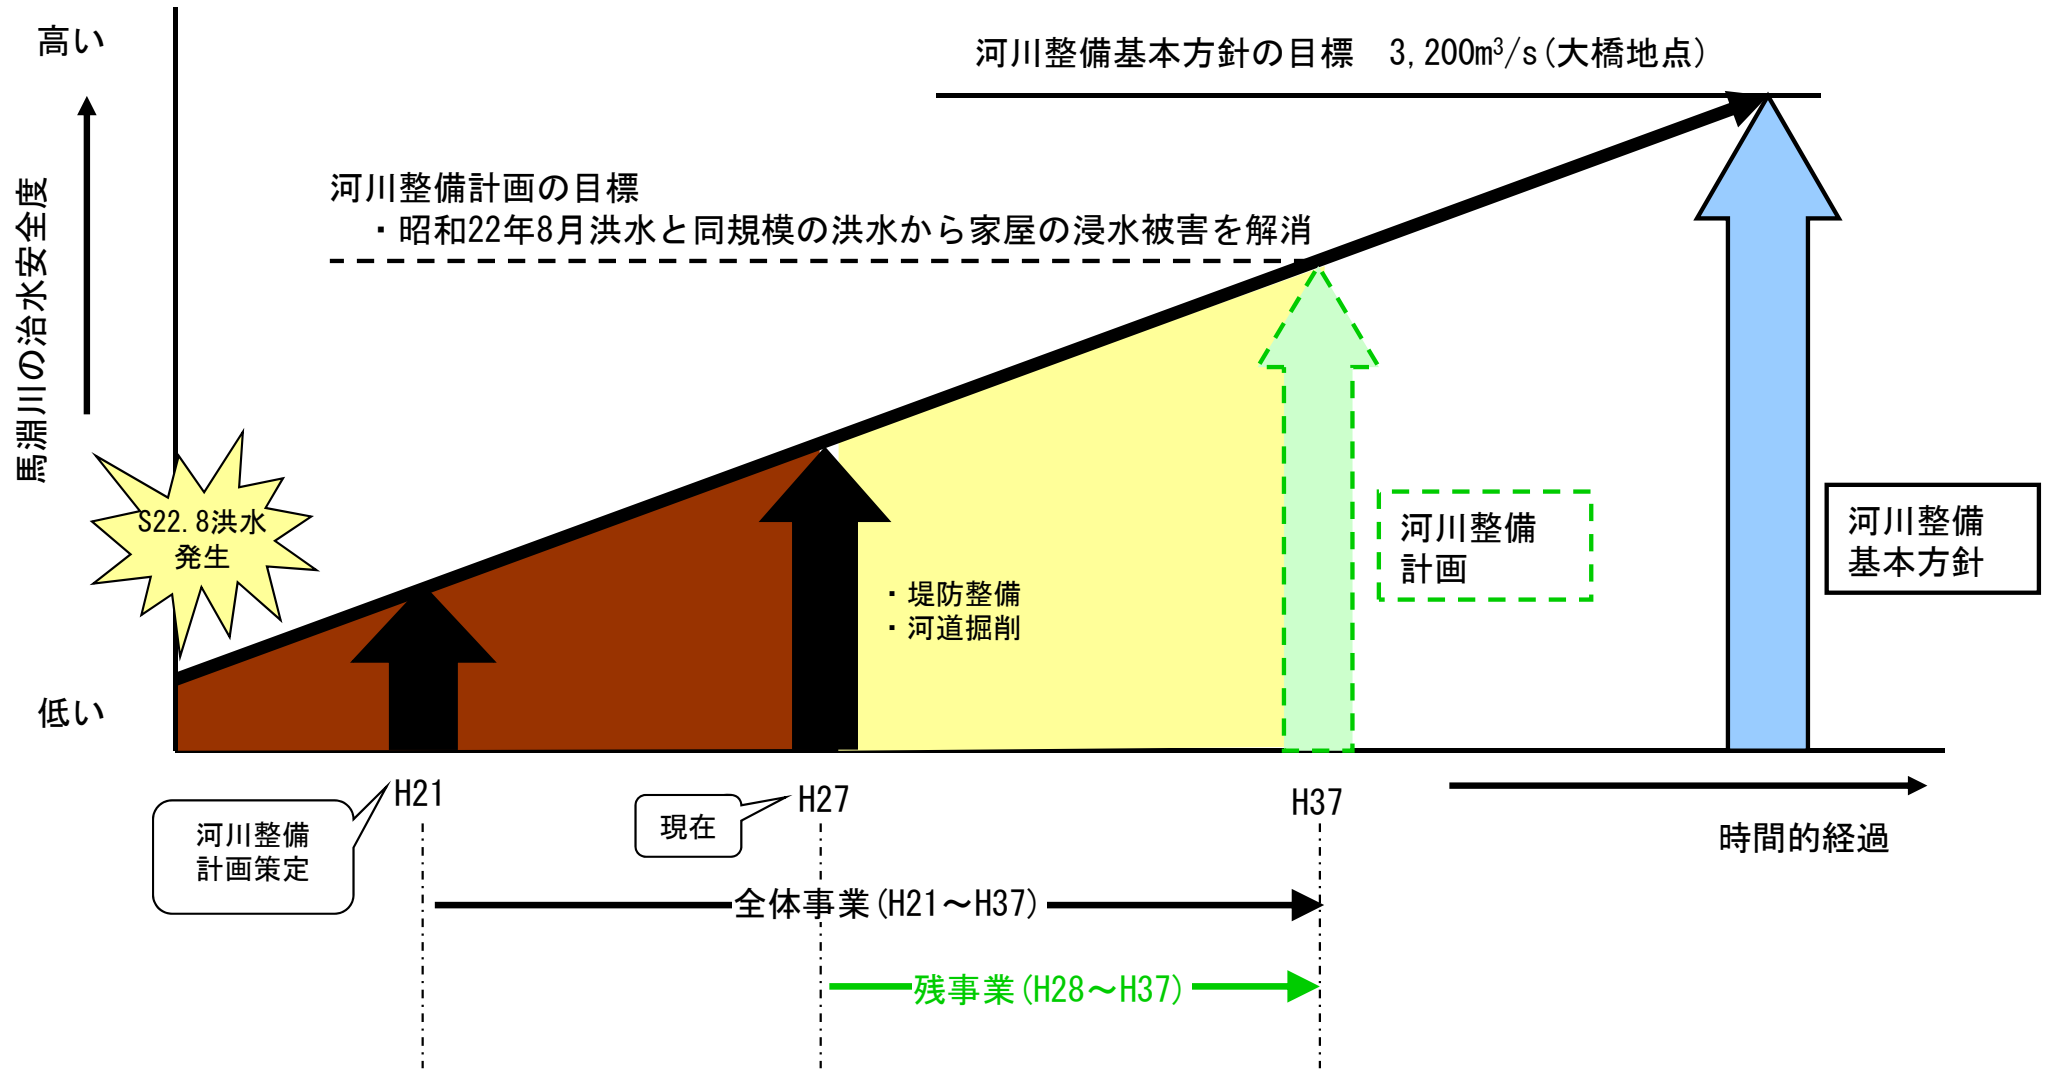 高い
河川整備基本方針の目標　3,200m³/s(大橋地点)
馬淵川の治水安全度
河川整備計画の目標
・昭和22年8月洪水と同規模の洪水から家屋の浸水被害を解消
S22.8洪水
発生
・堤防整備
・河道掘削
河川整備
計画
河川整備
基本方針
低い
H21
H27
H37
河川整備
計画策定
現在
時間的経過
全体事業(H21～H37)
残事業(H28～H37)